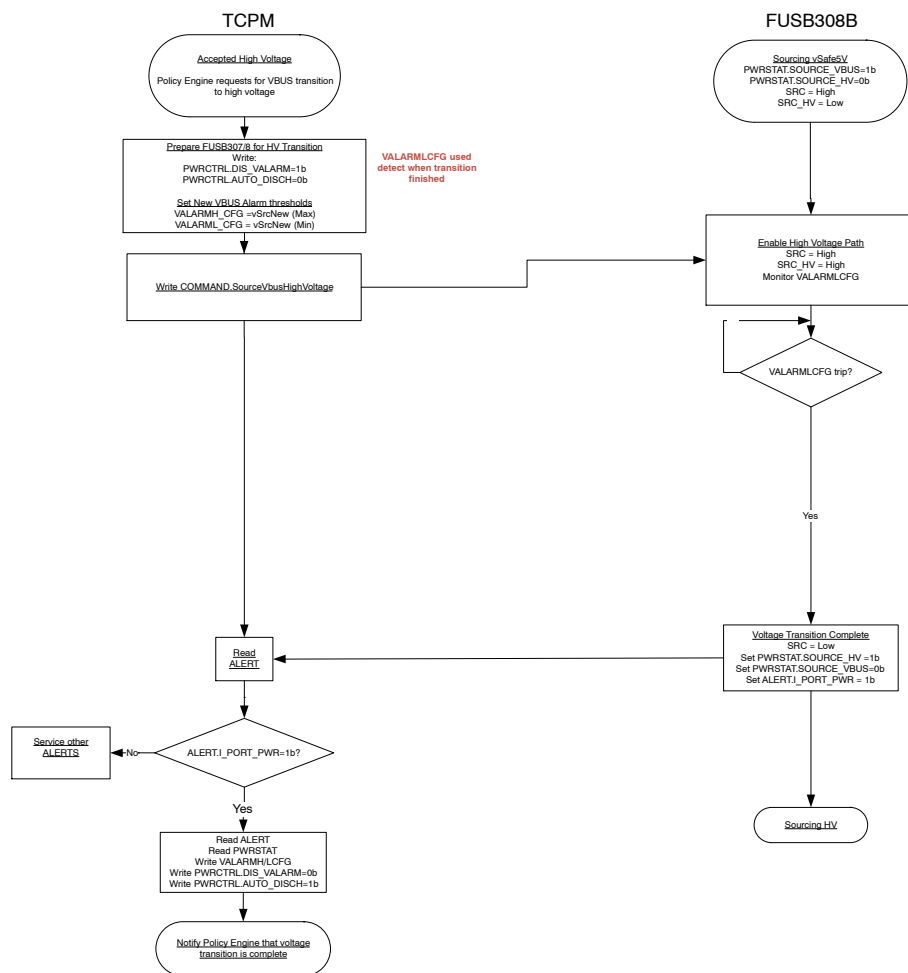 TCPM
FUSB308B
Accepted High Voltage
Policy Engine requests for VBUS transition
to high voltage
Sourcing vSafe5V
PWRSTAT.SOURCE_VBUS=1b
PWRSTAT.SOURCE_HV=0b
SRC = High
SRC_HV = Low
Prepare FUSB307/8 for HV Transition
Write:
PWRCTRL.DIS_VALARM=1b
PWRCTRL.AUTO_DISCH=0b
Set New VBUS Alarm thresholds
VALARMH_CFG =vSrcNew (Max)
VALARML_CFG = vSrcNew (Min)
VALARMLCFG used
detect when transition
finished
Write COMMAND.SourceVbusHighVoltage
Enable High Voltage Path
SRC = High
SRC_HV = High
Monitor VALARMLCFG
VALARMLCFG trip?
Yes
Voltage Transition Complete
SRC = Low
Set PWRSTAT.SOURCE_HV =1b
Set PWRSTAT.SOURCE_VBUS=0b
Set ALERT.I_PORT_PWR = 1b
Read
ALERT
ALERT.I_PORT_PWR=1b?
No
Service other
ALERTS
Yes
Sourcing HV
Read ALERT
Read PWRSTAT
Write VALARMH/LCFG
Write PWRCTRL.DIS_VALARM=0b
Write PWRCTRL.AUTO_DISCH=1b
Notify Policy Engine that voltage
transition is complete